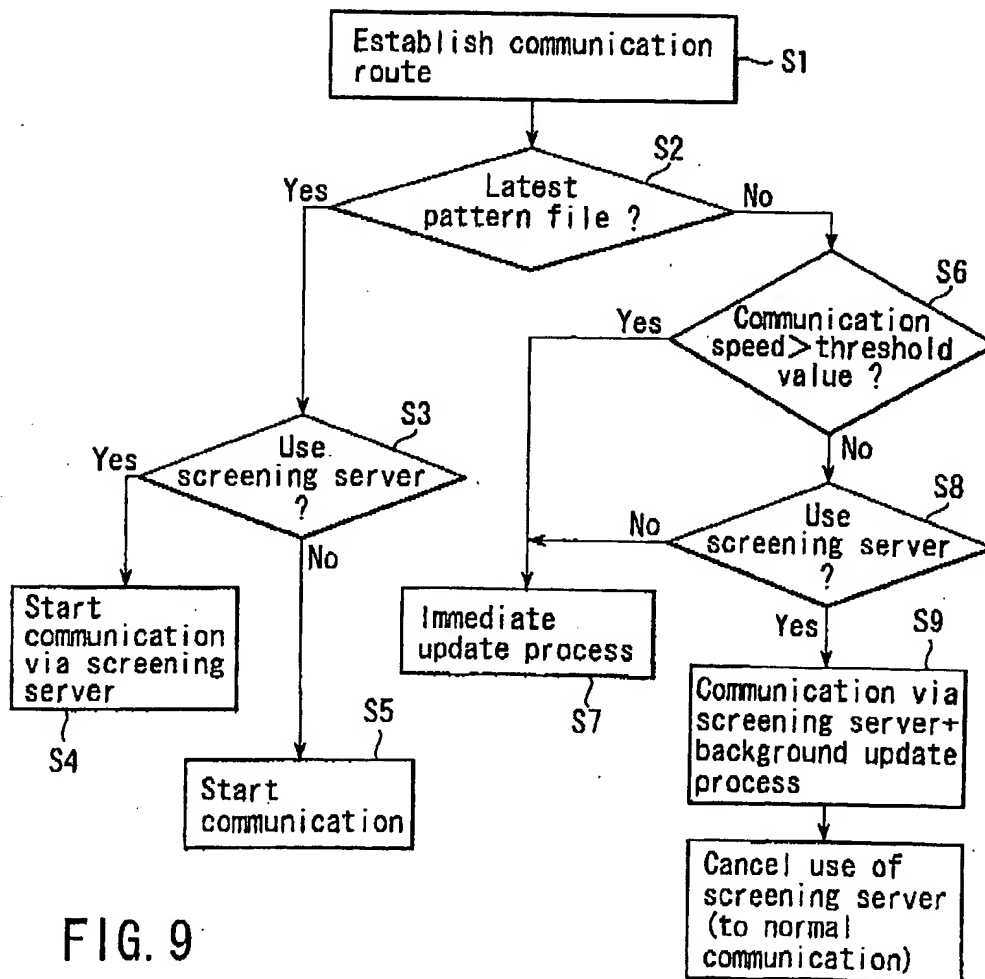 Establish communication
route
S1
S2
Yes
Latest
pattern file ?
No
S6
Yes
Communication
speed>threshold
value ?
No
S3
Yes
Use
screening server
?
No
S8
No
Use
screening server
?
Yes
Start
communication
via screening
server
S4
Immediate
update process
S7
S9
Communication via
screening server+
background update
process
S5
Start
communication
Cancel use of
screening server
(to normal
communication)
FIG. 9